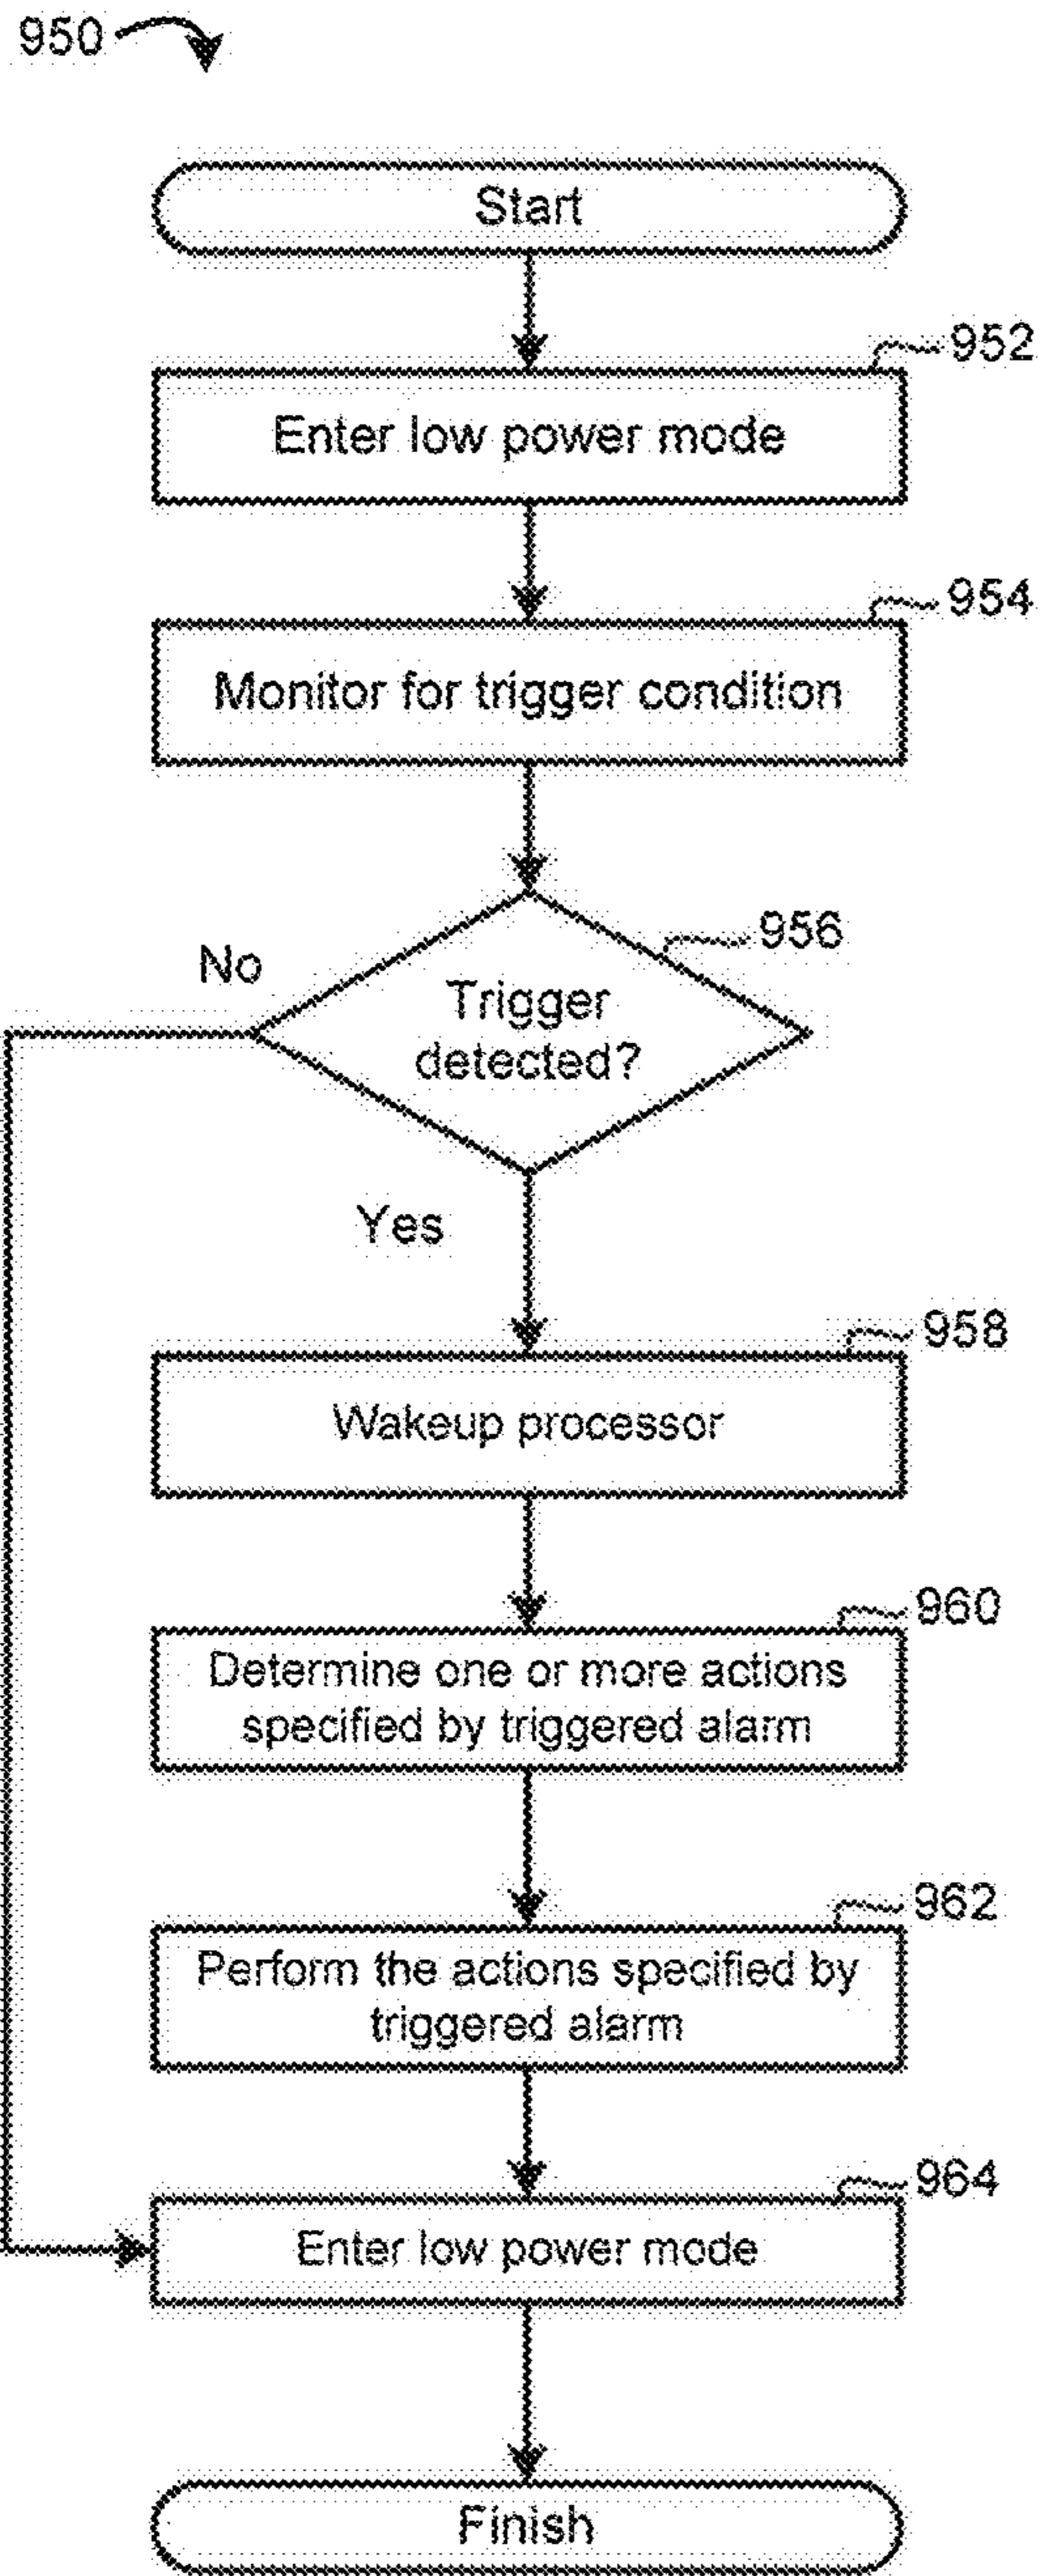 950
Start
952
Enter low power mode
954
Monitor for trigger condition
956
No
Trigger
detected?
Yes
958
Wakeup processor
960
Determine one or more actions
specified by triggered alarm
962
Perform the actions specified by
triggered alarm
964
Enter low power mode
Finish